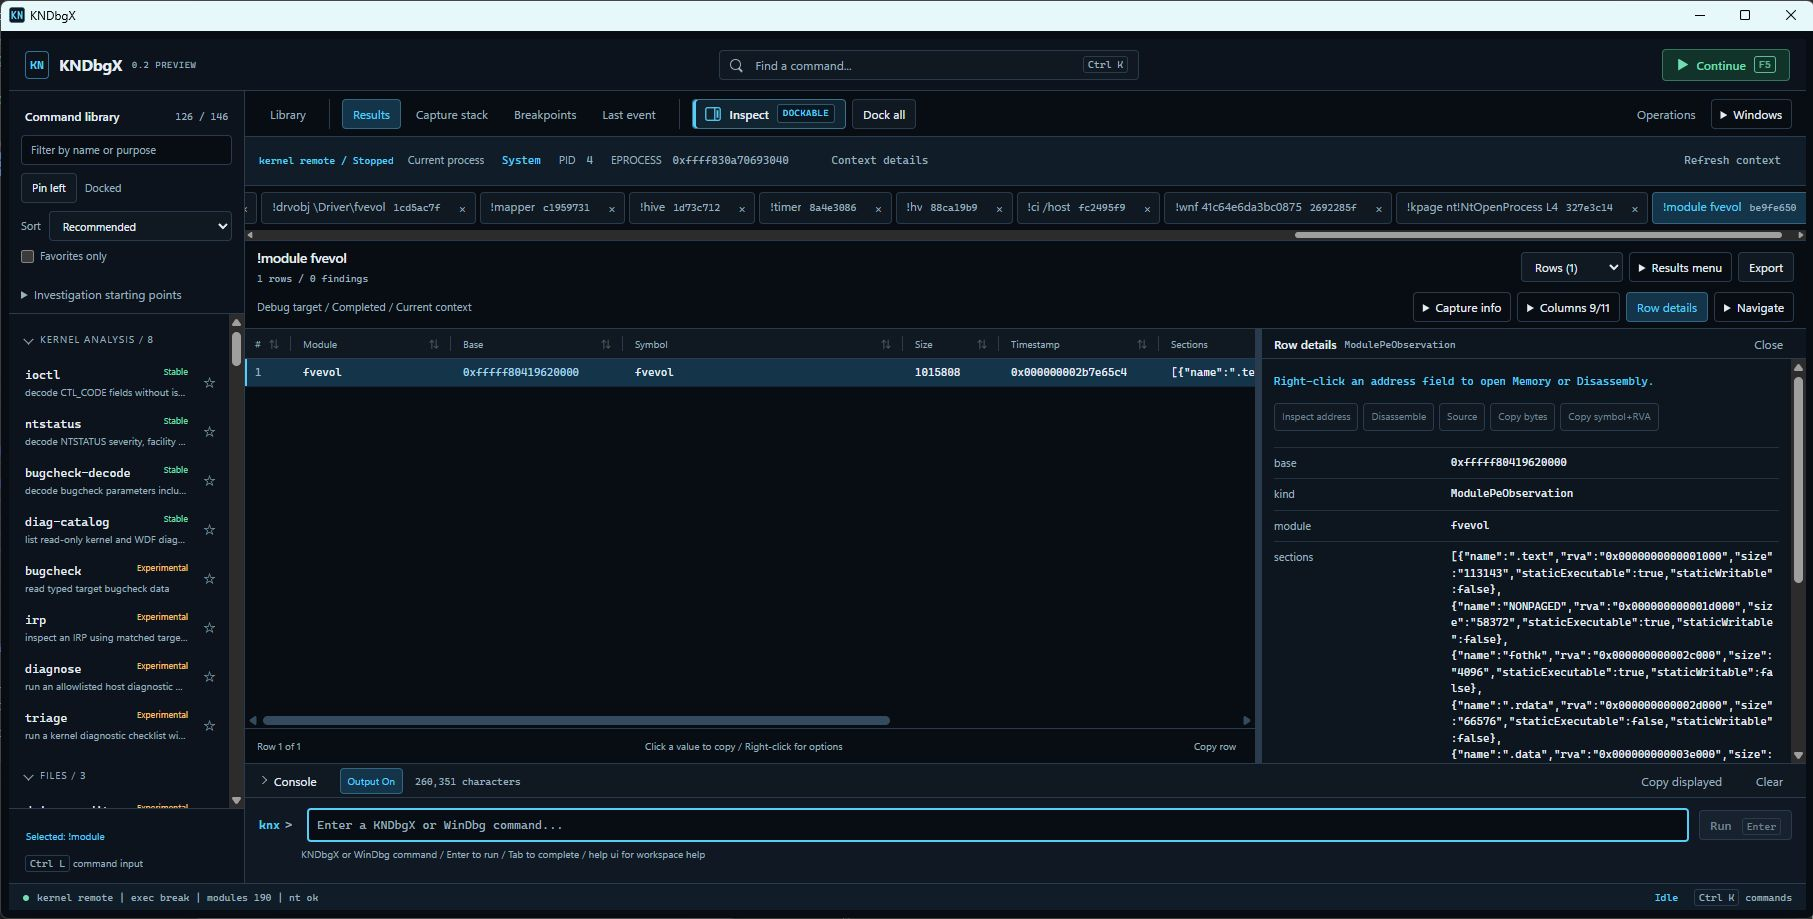 KN KNDbgX
KN KNDbgX 0.2 PREVIEW
Find a command... Ctrl K
Continue F5
Command library 126 / 146
Filter by name or purpose
Pin left Docked
Sort Recommended
Favorites only
Investigation starting points
KERNEL ANALYSIS / 8
ioctl Stable
decode CTL_CODE fields without is...
ntstatus Stable
decode NTSTATUS severity, facility ...
bugcheck-decode Stable
decode bugcheck parameters inclu...
diag-catalog Stable
list read-only kernel and WDF diag...
bugcheck Experimental
read typed target bugcheck data
irp Experimental
inspect an IRP using matched targe...
diagnose Experimental
run an allowlisted host diagnostic ...
triage Experimental
run a kernel diagnostic checklist wi...
FILES / 3
Experimental
Selected: !module
Ctrl L command input
Library Results Capture stack Breakpoints Last event Inspect DOCKABLE Dock all Operations Windows
kernel remote / Stopped Current process System PID 4 EPROCESS 0xffff830a70693040 Context details Refresh context
!drvobj \Driver\fvevol 1cd5ac7f × !mapper c1959731 × !hive 1d73c712 × !timer 8a4e3086 × !hv 88ca19b9 × !ci /host fc2495f9 × !wnf 41c64e6da3bc0875 2692285f × !kpage nt!NtOpenProcess L4 327e3c14 × !module fvevol be9fe650
!module fvevol
1 rows / 0 findings
Rows (1) Results menu Export
Debug target / Completed / Current context
Capture info Columns 9/11 Row details Navigate
# Module Base Symbol Size Timestamp Sections
1 fvevol 0xfffff80419620000 fvevol 1015808 0x000000002b7e65c4 [{"name":".te
Row 1 of 1 Click a value to copy / Right-click for options Copy row
Row details ModulePeObservation Close
Right-click an address field to open Memory or Disassembly.
Inspect address Disassemble Source Copy bytes Copy symbol+RVA
base 0xfffff80419620000
kind ModulePeObservation
module fvevol
sections [{"name":".text","rva":"0x0000000000001000","size"
:"113143","staticExecutable":true,"staticWritable"
:false},
{"name":"NONPAGED","rva":"0x000000000001d000","siz
e":"58372","staticExecutable":true,"staticWritable
":false},
{"name":"fothk","rva":"0x000000000002c000","size":
"4096","staticExecutable":true,"staticWritable":fa
lse},
{"name":".rdata","rva":"0x000000000002d000","size"
:"66576","staticExecutable":false,"staticWritable"
:false},
{"name":".data","rva":"0x000000000003e000","size":
Console Output On 260,351 characters Copy displayed Clear
knx > Enter a KNDbgX or WinDbg command... Run Enter
KNDbgX or WinDbg command / Enter to run / Tab to complete / help ui for workspace help
kernel remote | exec break | modules 190 | nt ok Idle Ctrl K commands